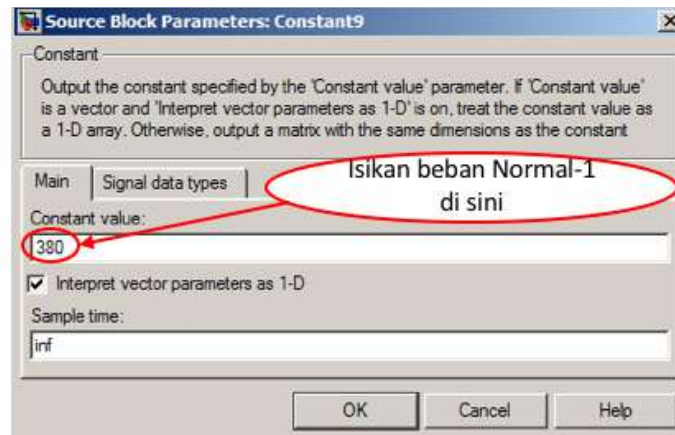 Source Block Parameters: Constant9
Constant
Output the constant specified by the 'Constant value' parameter. If 'Constant value'
is a vector and 'Interpret vector parameters as 1-D' is on, treat the constant value as
a 1-D array. Otherwise, output a matrix with the same dimensions as the constant
Main Signal data types
Isikan beban Normal-1
di sini
Constant value:
380
Interpret vector parameters as 1-D
Sample time:
inf
OK Cancel Help